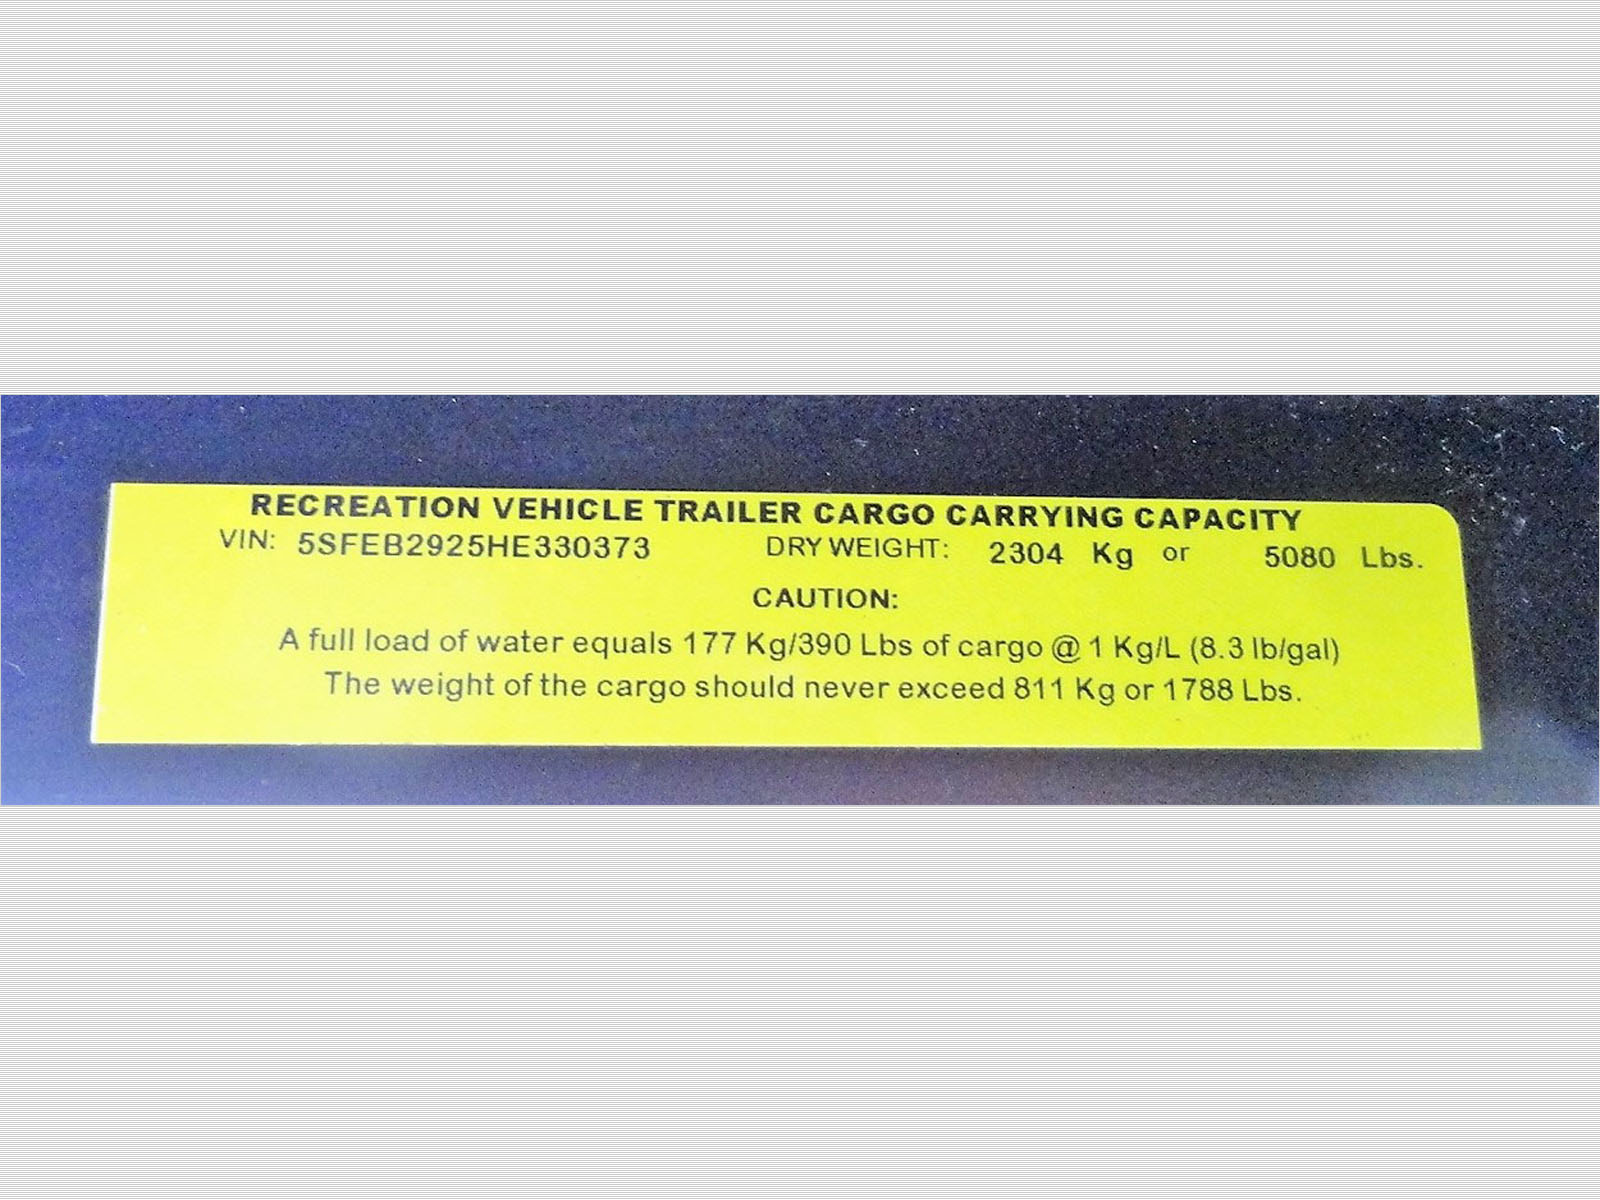 RECREATION VEHICLE TRAILER CARGO CARRYING CAPACITY
VIN: 5SFEB2925HE330373 DRY WEIGHT: 2304 Kg or 5080 Lbs.
CAUTION:
A full load of water equals 177 Kg/390 Lbs of cargo @ 1 Kg/L (8.3 lb/gal)
The weight of the cargo should never exceed 811 Kg or 1788 Lbs.